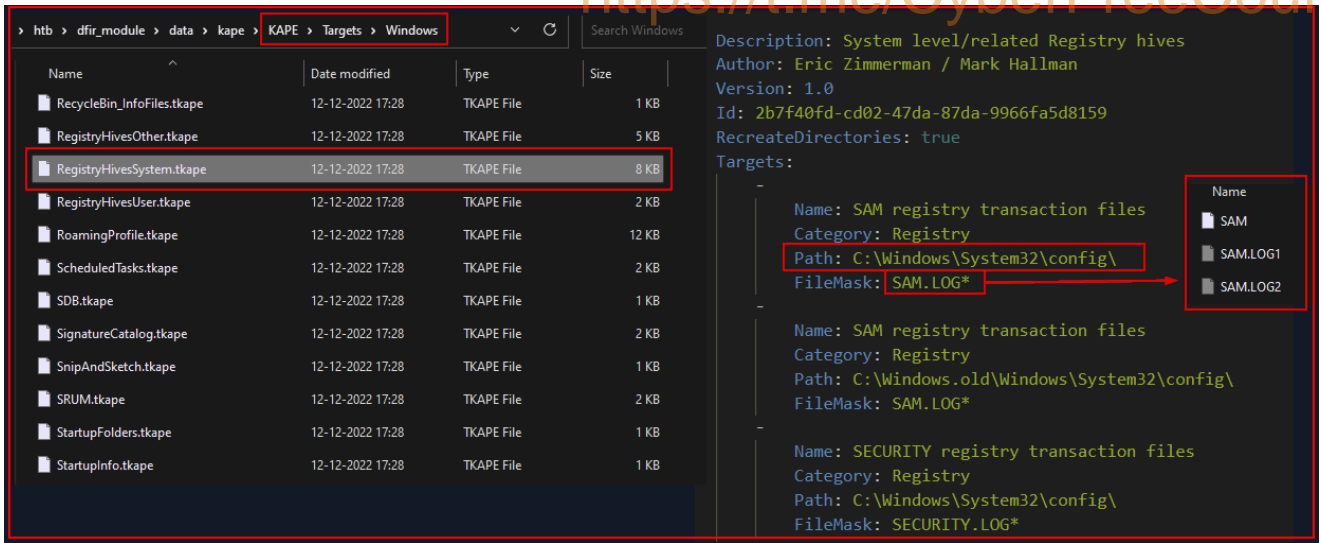 › htb › dfir_module › data › kape › KAPE › Targets › Windows
Search Windows
Name Date modified Type Size
RecycleBin_InfoFiles.tkape 12-12-2022 17:28 TKAPE File 1 KB
RegistryHivesOther.tkape 12-12-2022 17:28 TKAPE File 5 KB
RegistryHivesSystem.tkape 12-12-2022 17:28 TKAPE File 8 KB
RegistryHivesUser.tkape 12-12-2022 17:28 TKAPE File 2 KB
RoamingProfile.tkape 12-12-2022 17:28 TKAPE File 12 KB
ScheduledTasks.tkape 12-12-2022 17:28 TKAPE File 2 KB
SDB.tkape 12-12-2022 17:28 TKAPE File 1 KB
SignatureCatalog.tkape 12-12-2022 17:28 TKAPE File 2 KB
SnipAndSketch.tkape 12-12-2022 17:28 TKAPE File 1 KB
SRUM.tkape 12-12-2022 17:28 TKAPE File 2 KB
StartupFolders.tkape 12-12-2022 17:28 TKAPE File 1 KB
StartupInfo.tkape 12-12-2022 17:28 TKAPE File 1 KB
Description: System level/related Registry hives
Author: Eric Zimmerman / Mark Hallman
Version: 1.0
Id: 2b7f40fd-cd02-47da-87da-9966fa5d8159
RecreateDirectories: true
Targets:
-
Name: SAM registry transaction files
Category: Registry
Path: C:\Windows\System32\config\
FileMask: SAM.LOG*
-
Name: SAM registry transaction files
Category: Registry
Path: C:\Windows.old\Windows\System32\config\
FileMask: SAM.LOG*
-
Name: SECURITY registry transaction files
Category: Registry
Path: C:\Windows\System32\config\
FileMask: SECURITY.LOG*
Name
SAM
SAM.LOG1
SAM.LOG2